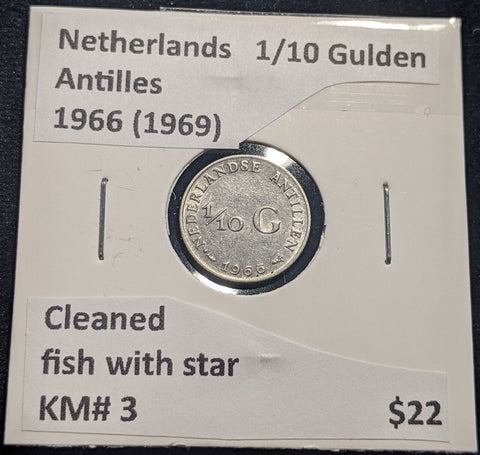 Netherlands 1/10 Gulden
Antilles
1966 (1969)
NEDERLANDSE ANTILLEN
1/10 G
1966
Cleaned
fish with star
KM# 3
$22